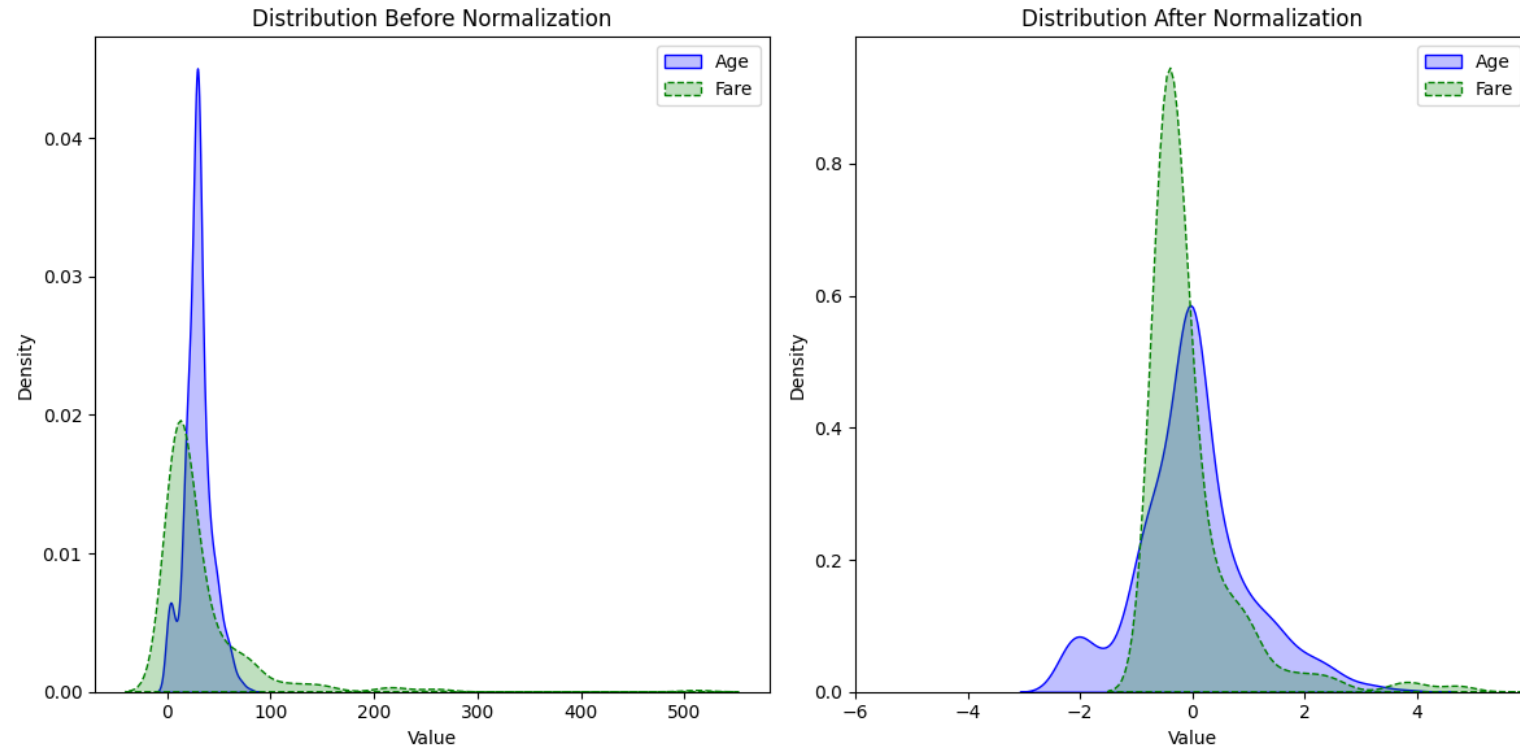 Distribution Before Normalization
Age
Fare
0.04
0.03
0.02
0.01
0.00
Density
0
100
200
300
400
500
Value
Distribution After Normalization
Age
Fare
0.8
0.6
0.4
0.2
0.0
Density
−6
−4
−2
0
2
4
Value